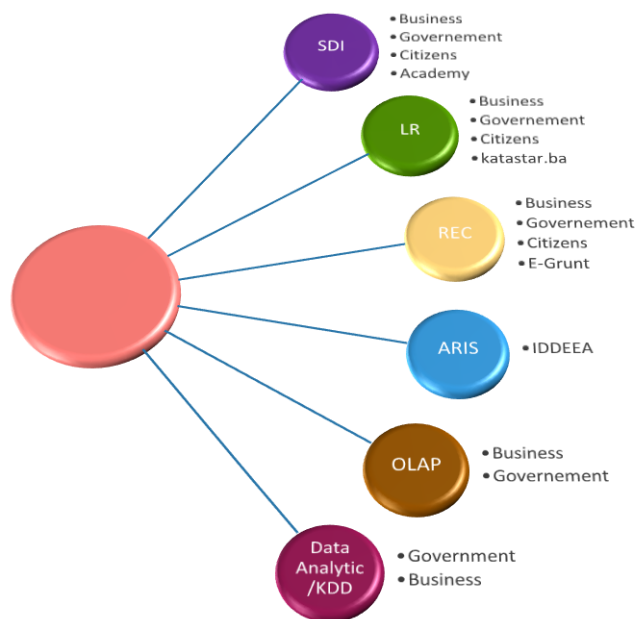 SDI
• Business
• Governement
• Citizens
• Academy
LR
• Business
• Governement
• Citizens
• katastar.ba
REC
• Business
• Governement
• Citizens
• E-Grunt
ARIS
• IDDEEA
OLAP
• Business
• Governement
Data
Analytic
/KDD
• Government
• Business